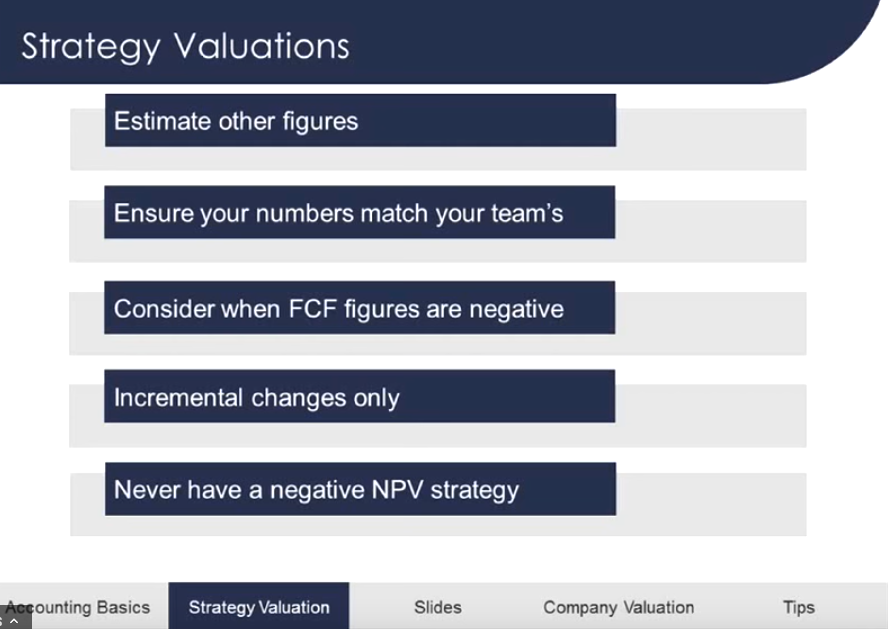 Strategy Valuations
Estimate other figures
Ensure your numbers match your team’s
Consider when FCF figures are negative
Incremental changes only
Never have a negative NPV strategy
Accounting Basics
Strategy Valuation
Slides
Company Valuation
Tips